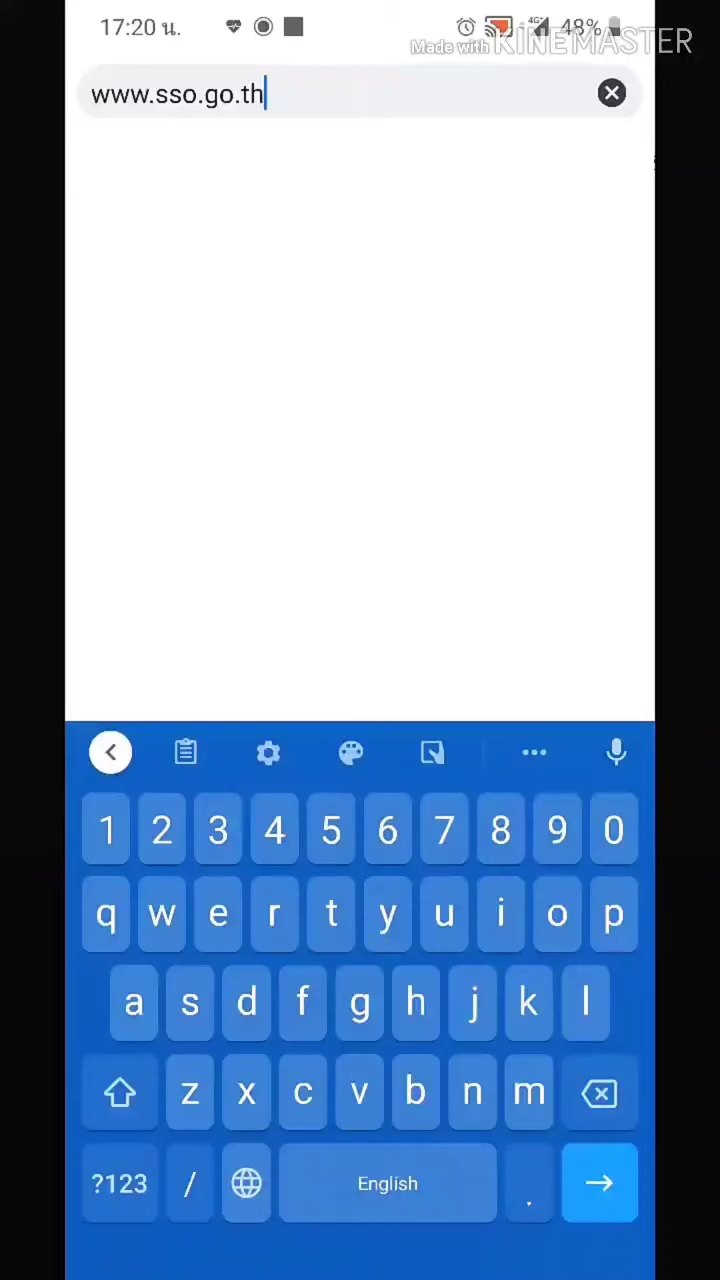 17:20 น.
4G+
48%
Made with KINEMASTER
www.sso.go.th
1 2 3 4 5 6 7 8 9 0
q w e r t y u i o p
a s d f g h j k l
z x c v b n m
?123 / English .